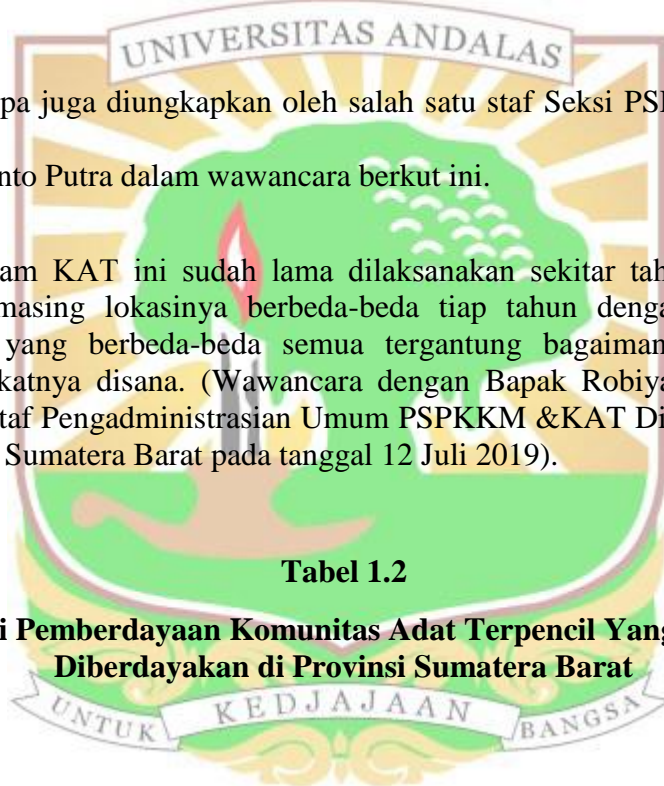 UNIVERSITAS ANDALAS
pa juga diungkapkan oleh salah satu staf Seksi PSI
nto Putra dalam wawancara berkut ini.
am KAT ini sudah lama dilaksanakan sekitar tah
masing lokasinya berbeda-beda tiap tahun denga
yang berbeda-beda semua tergantung bagaiman
katnya disana. (Wawancara dengan Bapak Robiya
taf Pengadministrasian Umum PSPKKM &KAT Di
Sumatera Barat pada tanggal 12 Juli 2019).
Tabel 1.2
i Pemberdayaan Komunitas Adat Terpencil Yang
Diberdayakan di Provinsi Sumatera Barat
UNTUK KEDJAJAAN BANGSA